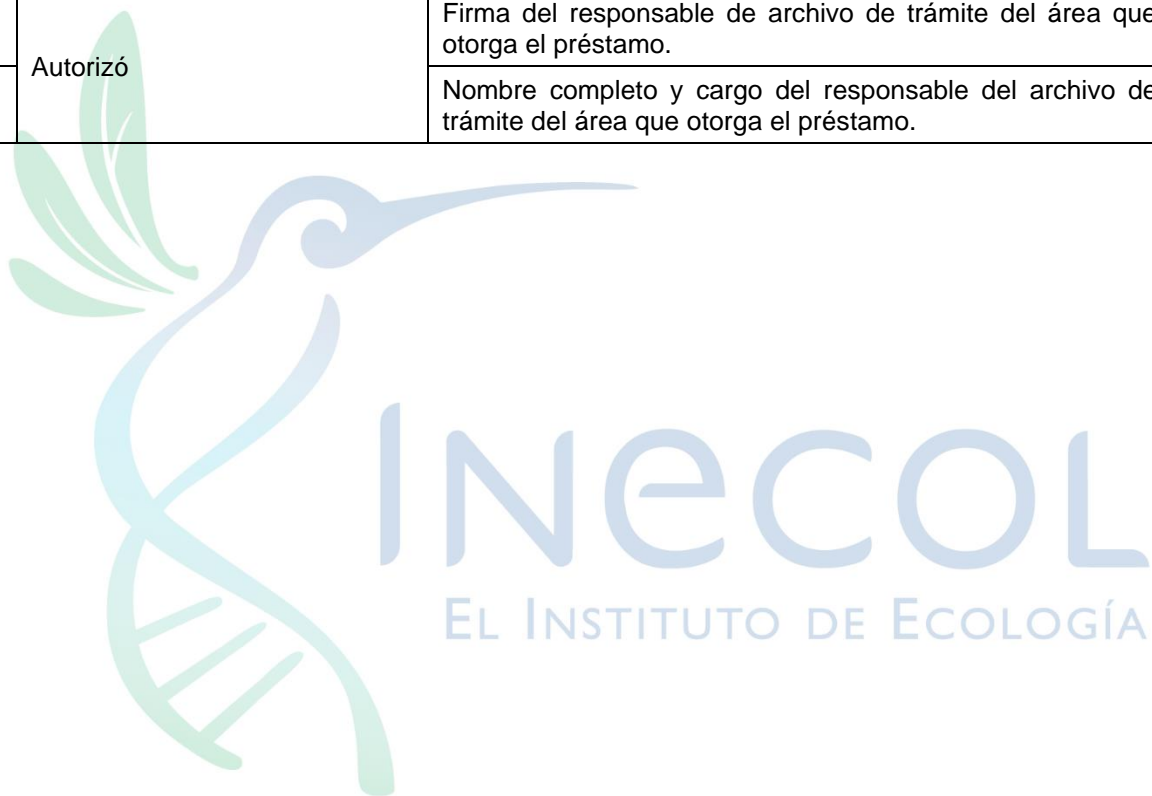 Firma del responsable de archivo de trámite del área que
otorga el préstamo.
Autorizó
Nombre completo y cargo del responsable del archivo de
trámite del área que otorga el préstamo.
INECOL
EL INSTITUTO DE ECOLOGÍA